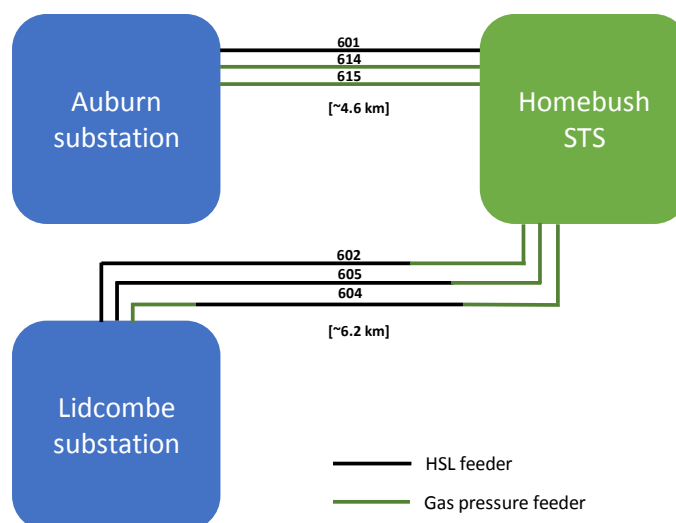 601
614
615
[~4.6 km]
Auburn
substation
Homebush
STS
602
605
604
[~6.2 km]
Lidcombe
substation
HSL feeder
Gas pressure feeder